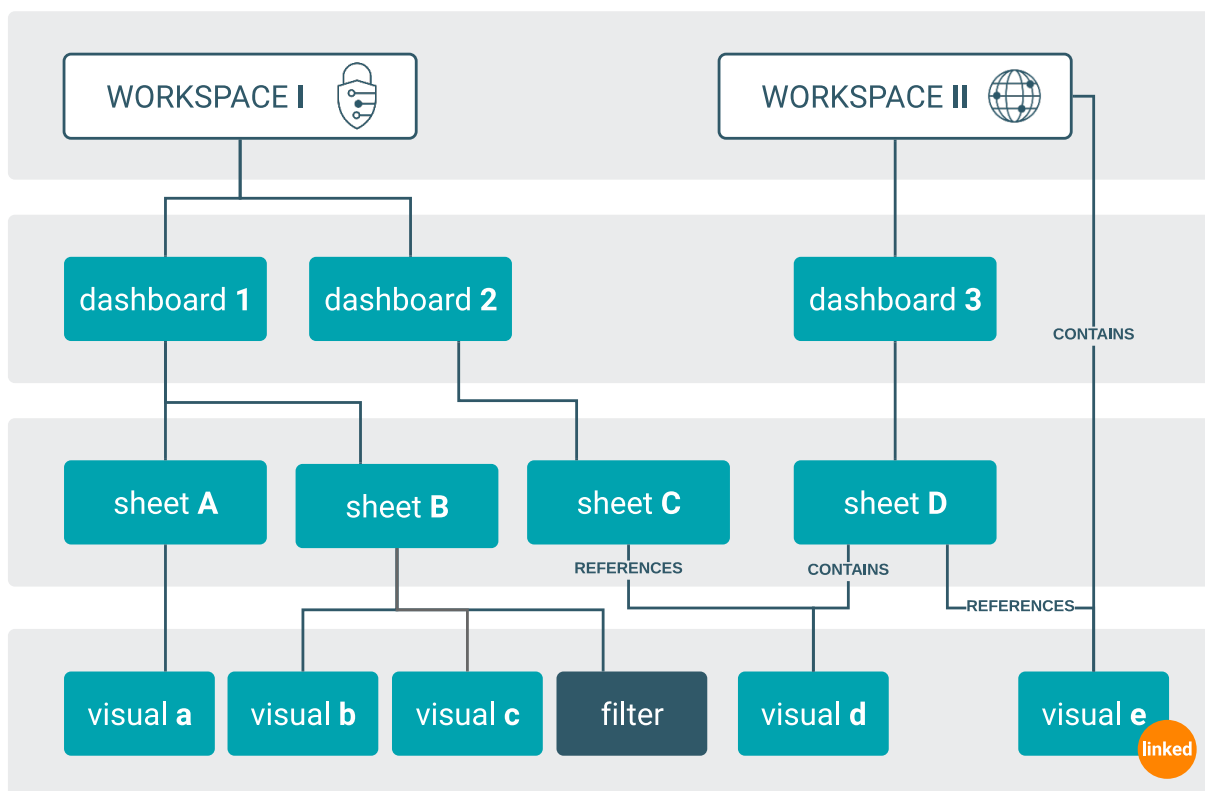 WORKSPACE I
WORKSPACE II
dashboard 1
dashboard 2
dashboard 3
CONTAINS
sheet A
sheet B
sheet C
sheet D
REFERENCES
CONTAINS
REFERENCES
visual a
visual b
visual c
filter
visual d
visual e
linked